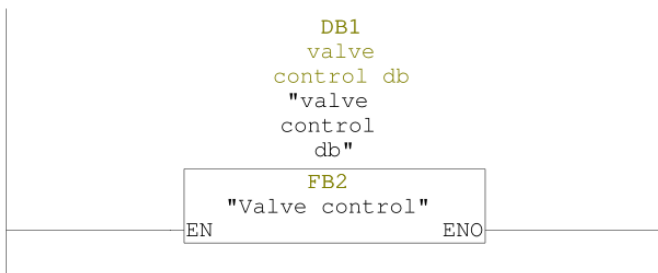 DB1
valve
control db
"valve
control
db"
FB2
"Valve control"
EN ENO